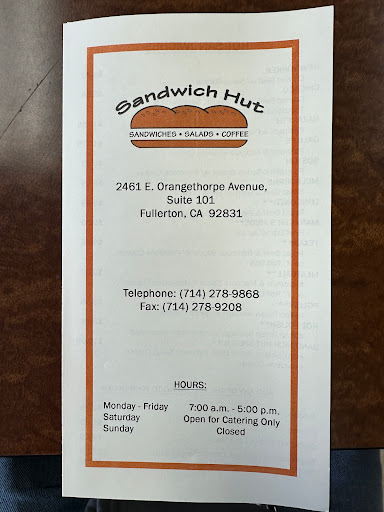 Sandwich Hut
SANDWICHES • SALADS • COFFEE
2461 E. Orangethorpe Avenue,
Suite 101
Fullerton, CA 92831
Telephone: (714) 278-9868
Fax: (714) 278-9208
HOURS:
Monday - Friday 7:00 a.m. - 5:00 p.m.
Saturday Open for Catering Only
Sunday Closed